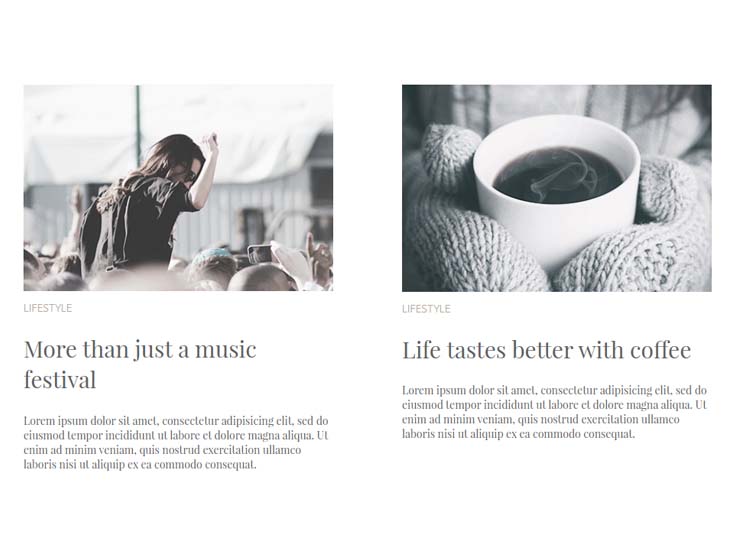 LIFESTYLE
More than just a music
festival
Lorem ipsum dolor sit amet, consectetur adipisicing elit, sed do
eiusmod tempor incididunt ut labore et dolore magna aliqua. Ut
enim ad minim veniam, quis nostrud exercitation ullamco
laboris nisi ut aliquip ex ea commodo consequat.
LIFESTYLE
Life tastes better with coffee
Lorem ipsum dolor sit amet, consectetur adipisicing elit, sed do
eiusmod tempor incididunt ut labore et dolore magna aliqua. Ut
enim ad minim veniam, quis nostrud exercitation ullamco
laboris nisi ut aliquip ex ea commodo consequat.